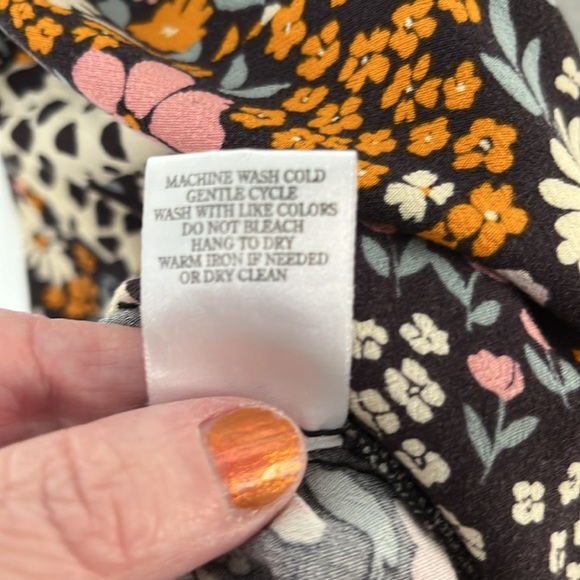 MACHINE WASH COLD
GENTLE CYCLE
WASH WITH LIKE COLORS
DO NOT BLEACH
HANG TO DRY
WARM IRON IF NEEDED
OR DRY CLEAN